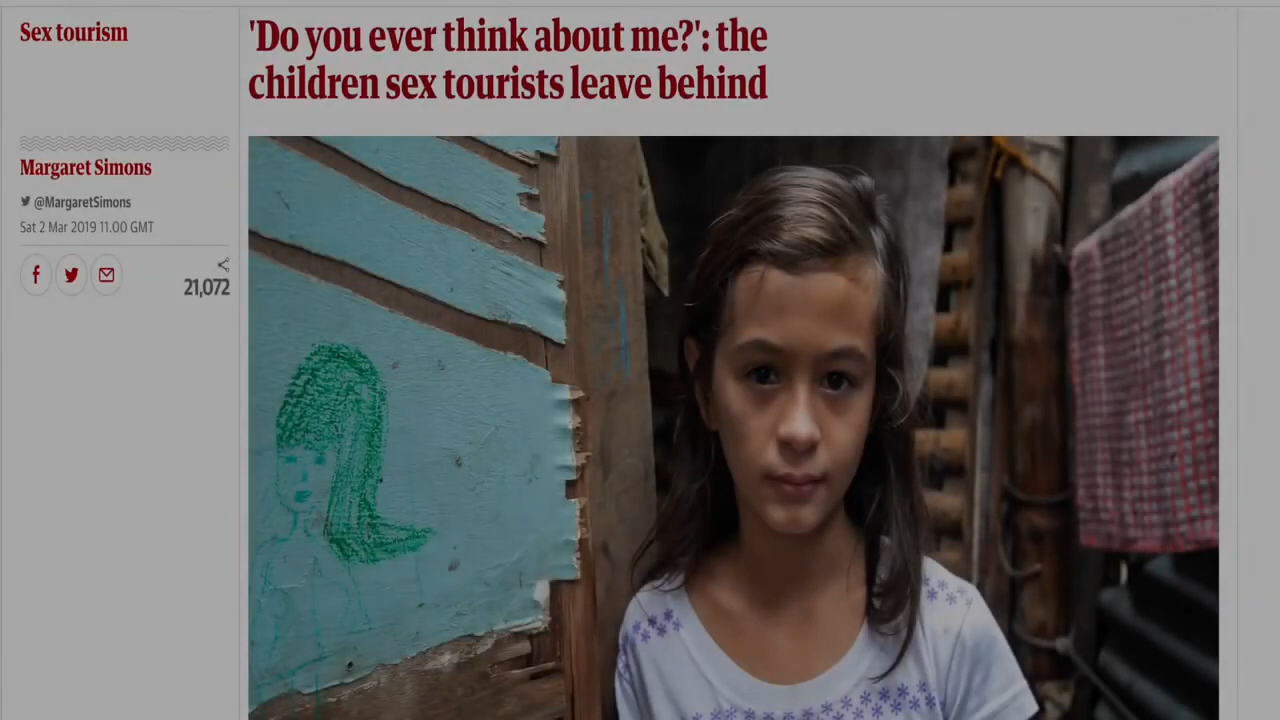 Sex tourism
'Do you ever think about me?': the
children sex tourists leave behind
Margaret Simons
@MargaretSimons
Sat 2 Mar 2019 11.00 GMT
21,072